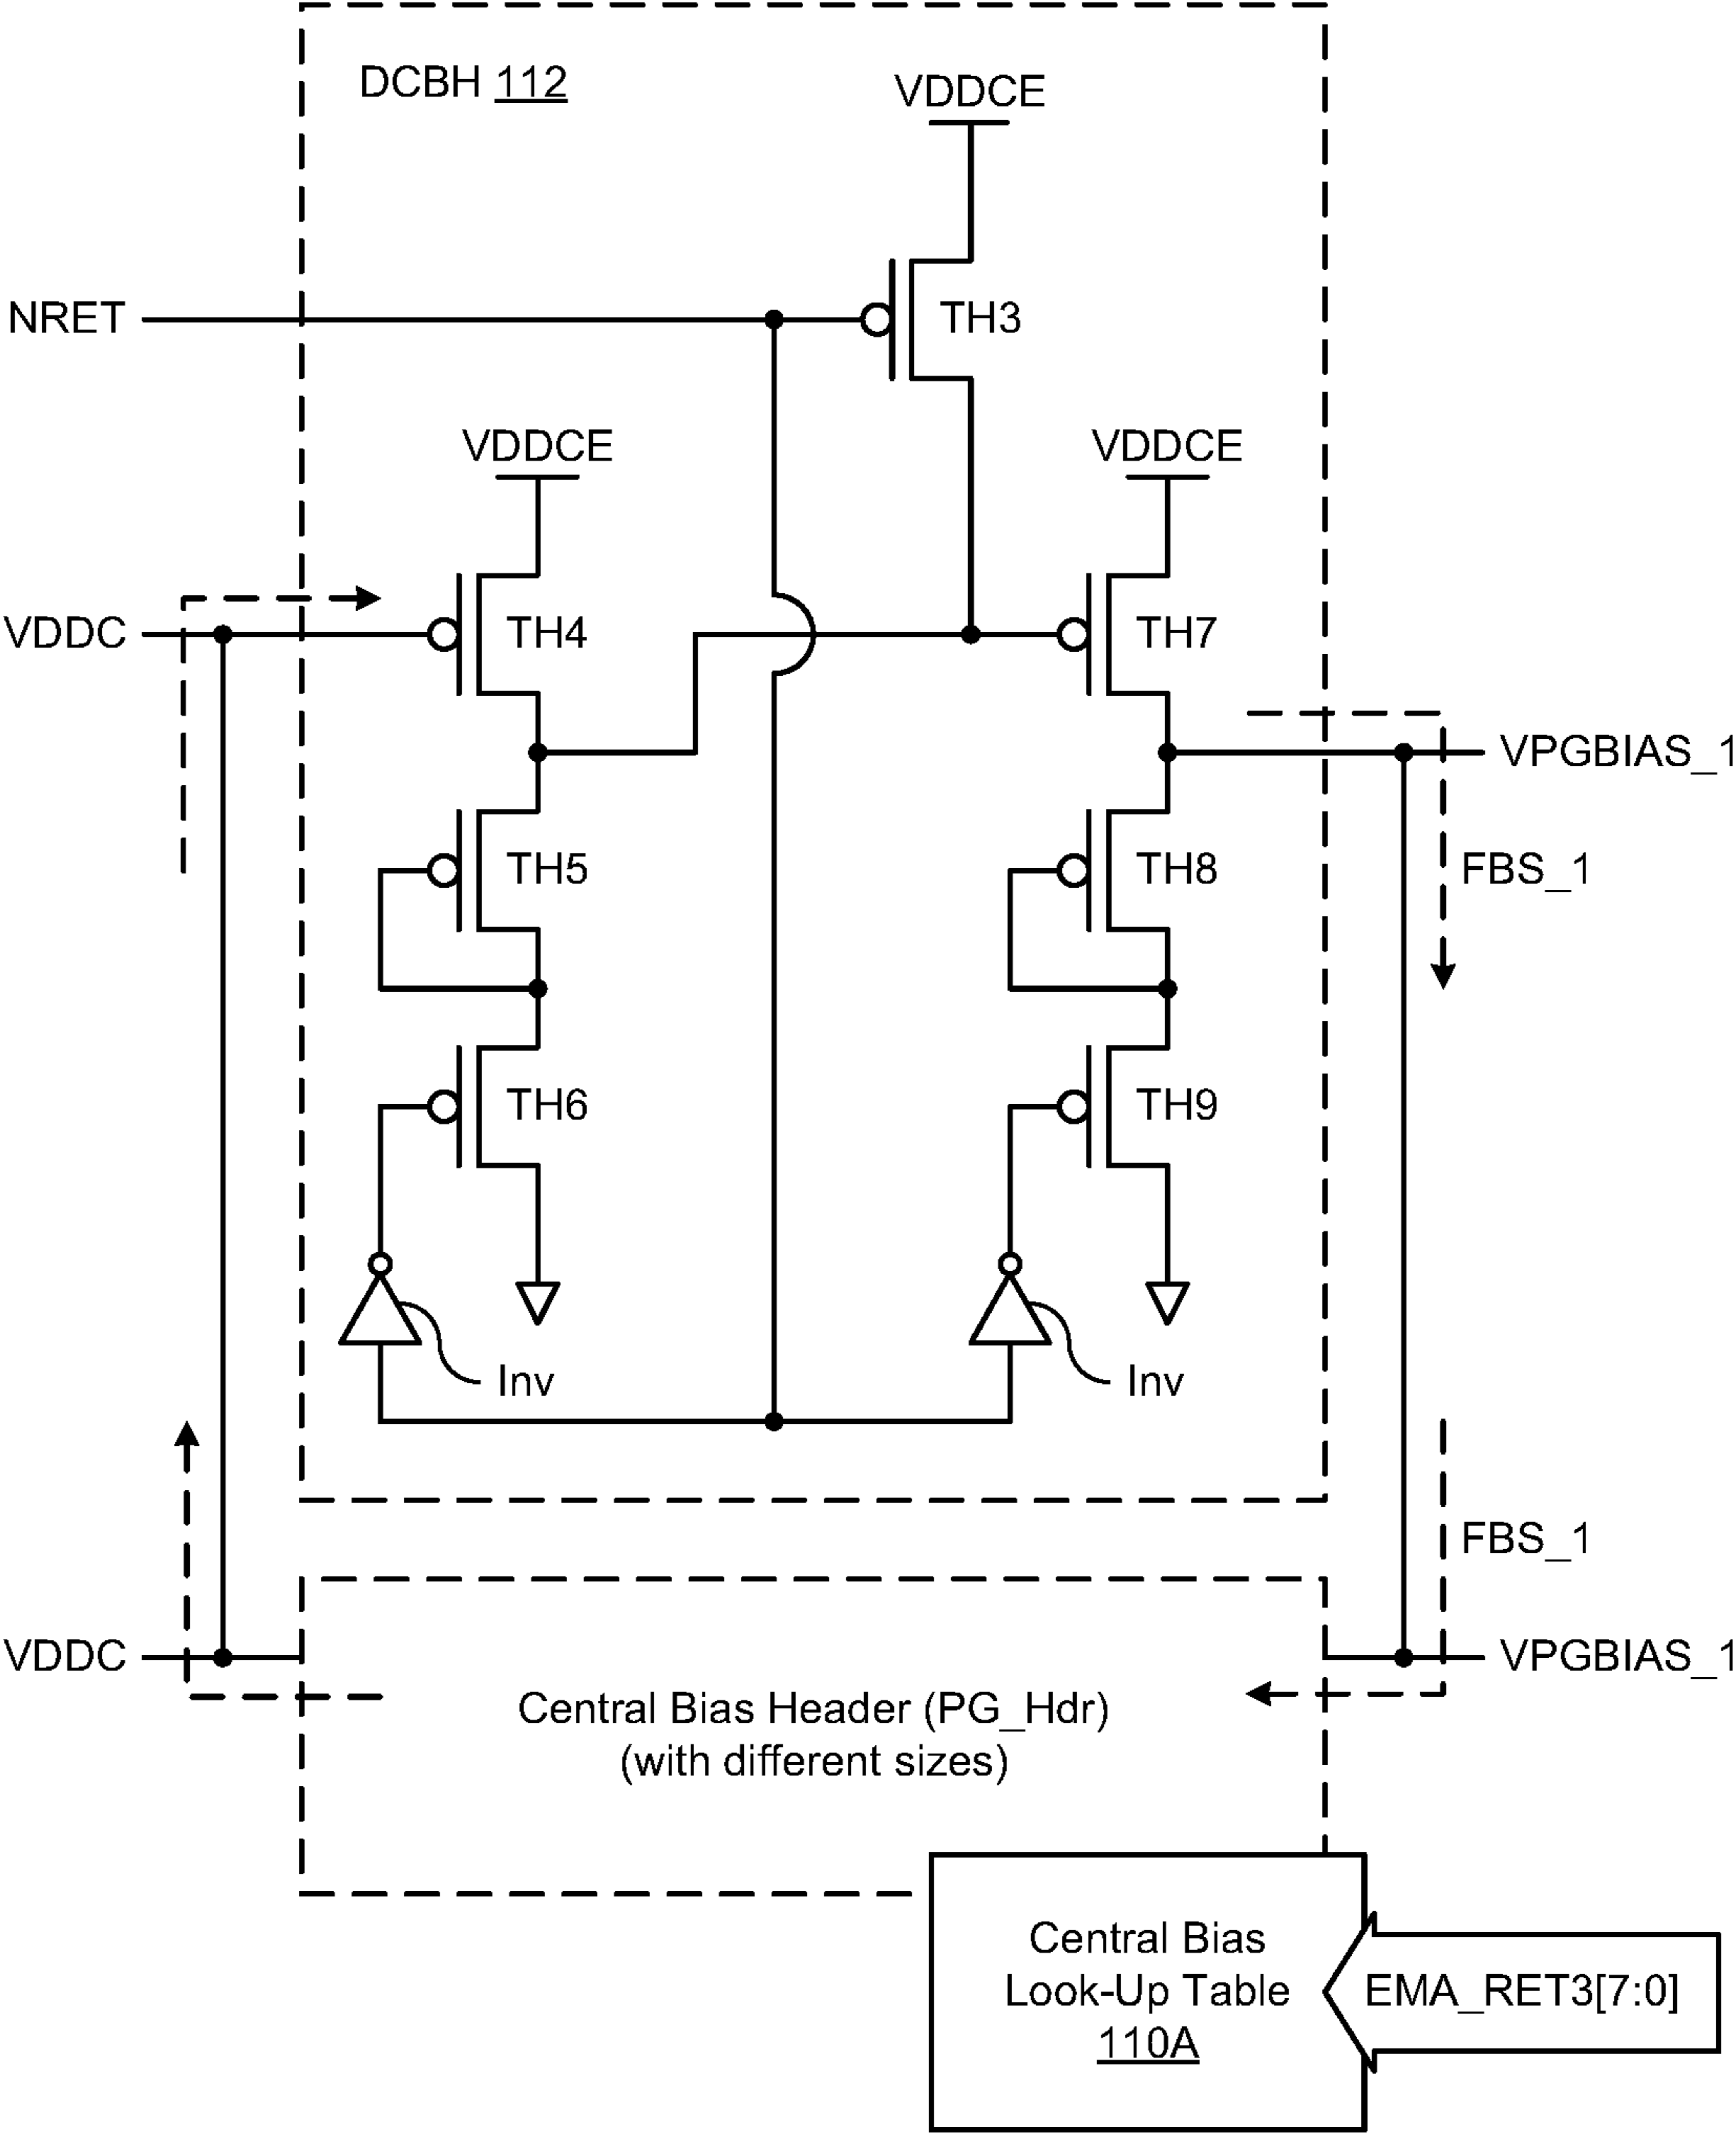 DCBH 112
VDDCE
NRET
TH3
VDDCE
VDDCE
VDDC
TH4
TH7
VPGBIAS_1
TH5
TH8
FBS_1
TH6
TH9
Inv
Inv
FBS_1
VDDC
VPGBIAS_1
Central Bias Header (PG_Hdr)
(with different sizes)
Central Bias
Look-Up Table
110A
EMA_RET3[7:0]